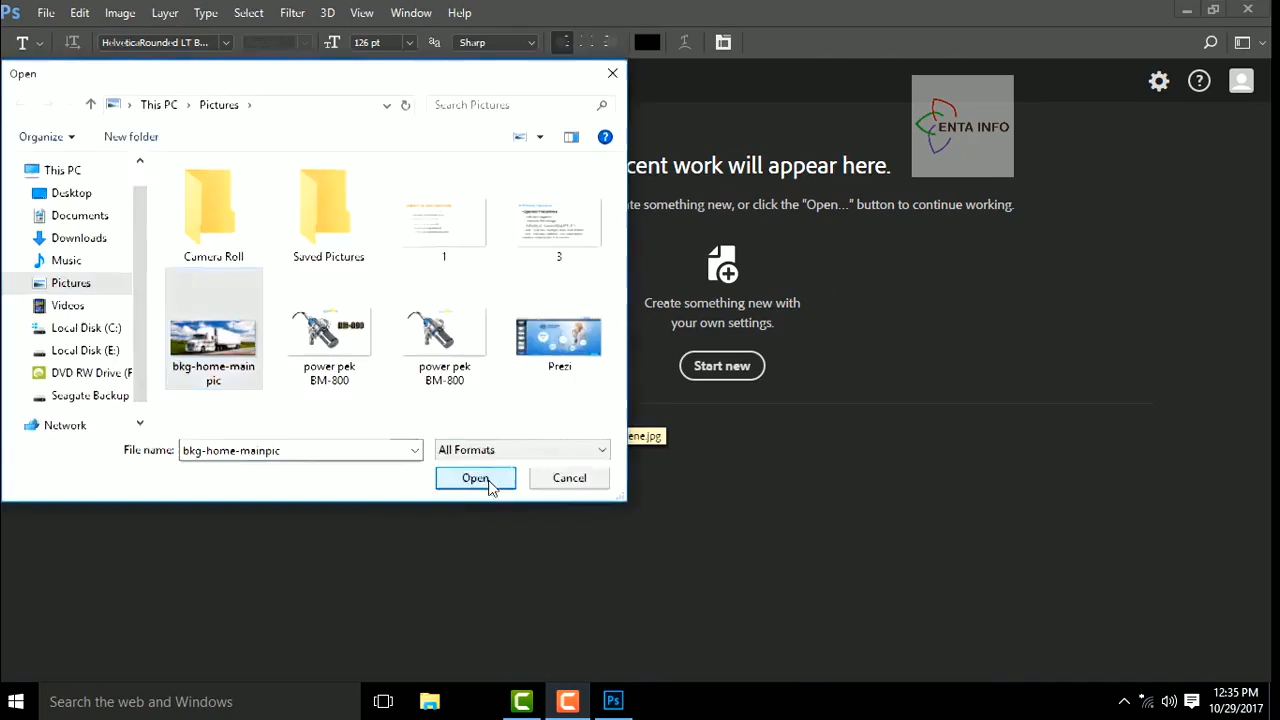 Ps File Edit Image Layer Type Select Filter 3D View Window Help
T HelveticaRounded LT B... 126 pt Sharp
Open
This PC > Pictures > Search Pictures
Organize New folder
This PC
Desktop
Documents
Downloads
Music
Pictures
Videos
Local Disk (C:)
Local Disk (E:)
DVD RW Drive (F
Seagate Backup
Network
Camera Roll Saved Pictures 1 3
bkg-home-main
pic
power pek
BM-800
power pek
BM-800
Prezi
File name: bkg-home-mainpic All Formats
Open Cancel
ENTA INFO
cent work will appear here.
te something new, or click the “Open...” button to continue working.
Create something new with
your own settings.
Start new
ene.jpg
Search the web and Windows
Ps
12:35 PM
10/29/2017